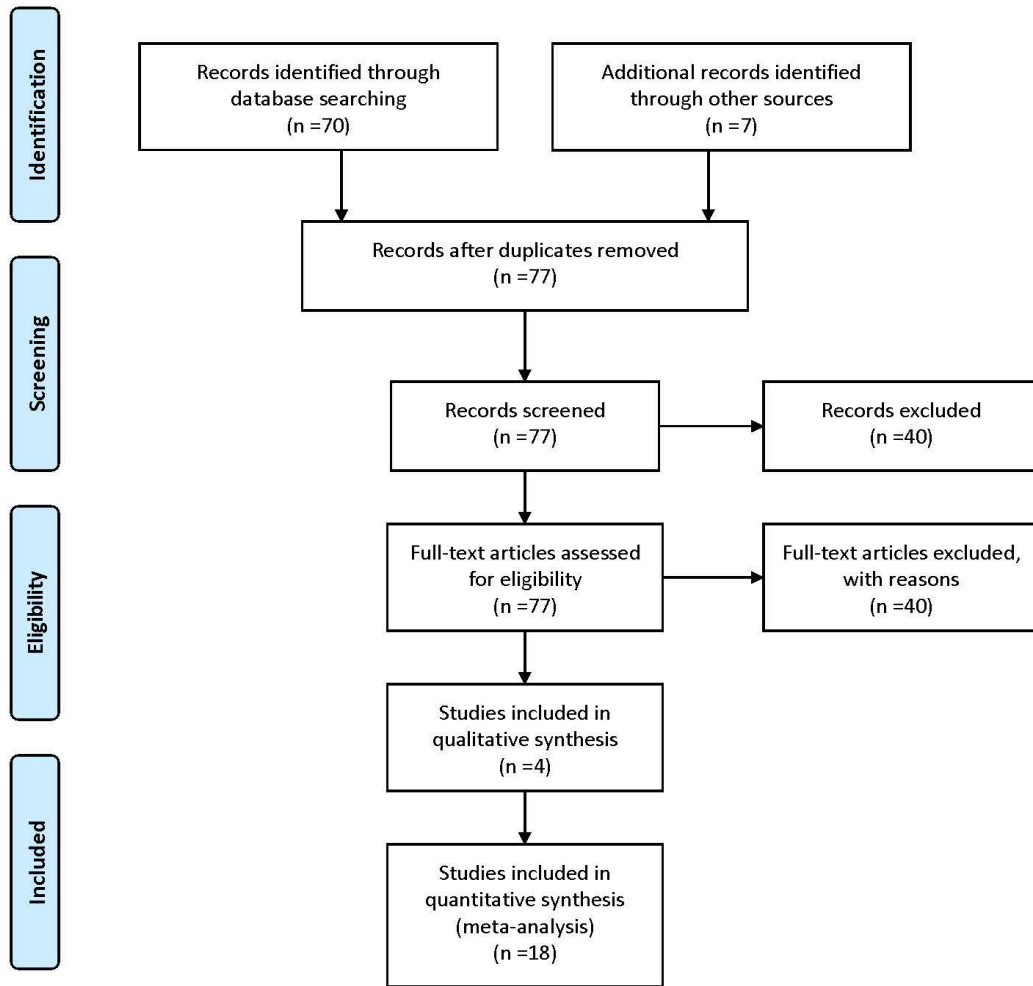 Identification
Records identified through
database searching
(n =70)
Additional records identified
through other sources
(n =7)
Screening
Records after duplicates removed
(n =77)
Records screened
(n =77)
Records excluded
(n =40)
Eligibility
Full-text articles assessed
for eligibility
(n =77)
Full-text articles excluded,
with reasons
(n =40)
Studies included in
qualitative synthesis
(n =4)
Included
Studies included in
quantitative synthesis
(meta-analysis)
(n =18)